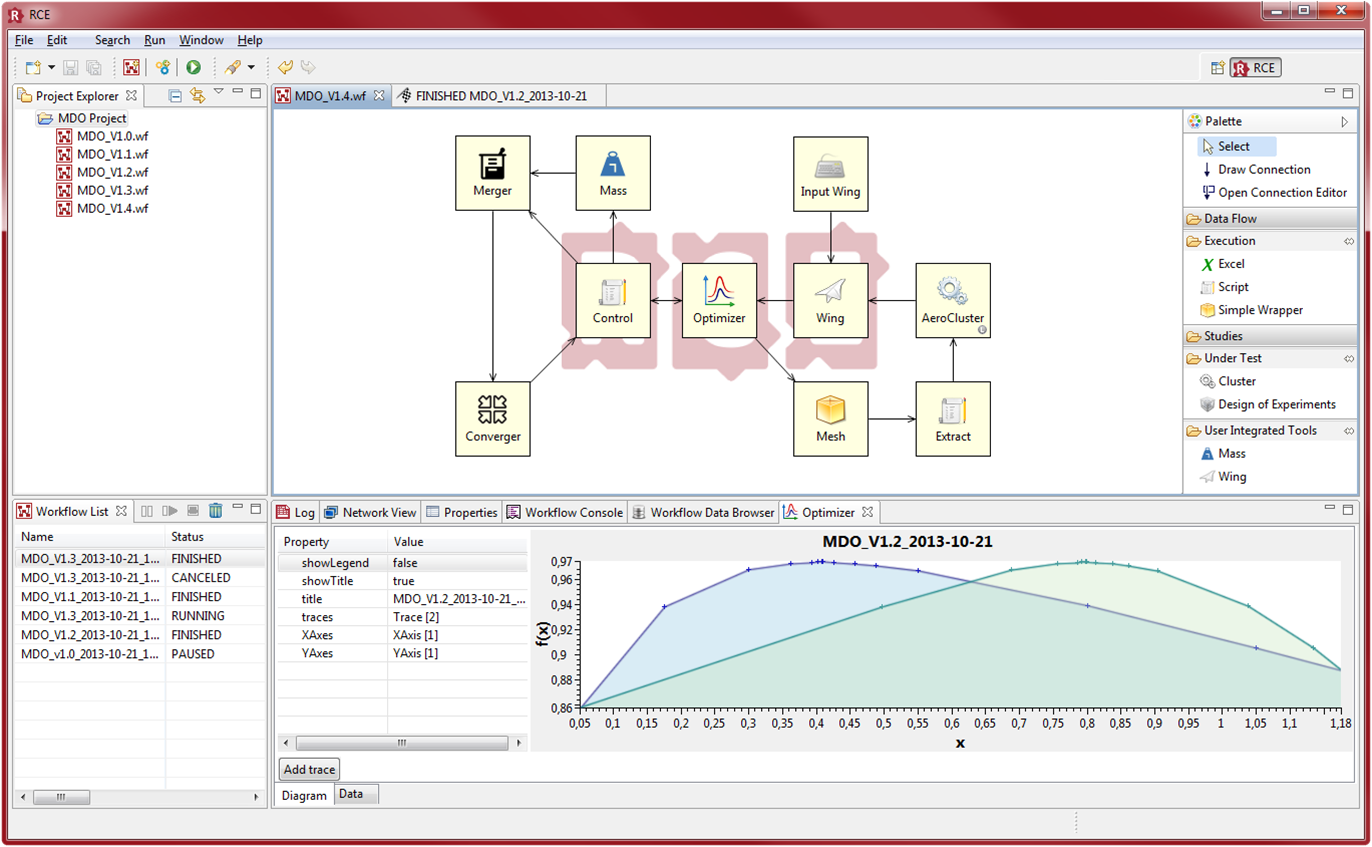 RCE
File Edit Search Run Window Help
RCE
Project Explorer
MDO Project
MDO_V1.0.wf
MDO_V1.1.wf
MDO_V1.2.wf
MDO_V1.3.wf
MDO_V1.4.wf
MDO_V1.4.wf FINISHED MDO_V1.2_2013-10-21
Merger
Mass
Input Wing
Control
Optimizer
Wing
AeroCluster
Converger
Mesh
Extract
Palette
Select
Draw Connection
Open Connection Editor
Data Flow
Execution
Excel
Script
Simple Wrapper
Studies
Under Test
Cluster
Design of Experiments
User Integrated Tools
Mass
Wing
Workflow List
Name Status
MDO_V1.3_2013-10-21_1... FINISHED
MDO_V1.3_2013-10-21_1... CANCELED
MDO_V1.1_2013-10-21_1... FINISHED
MDO_V1.3_2013-10-21_1... RUNNING
MDO_V1.2_2013-10-21_1... FINISHED
MDO_v1.0_2013-10-21_1... PAUSED
Log Network View Properties Workflow Console Workflow Data Browser Optimizer
Property Value
showLegend false
showTitle true
title MDO_V1.2_2013-10-21_...
traces Trace [2]
XAxes XAxis [1]
YAxes YAxis [1]
Add trace
Diagram Data
MDO_V1.2_2013-10-21
f(x)
0,97
0,96
0,94
0,92
0,9
0,88
0,86
0,05 0,1 0,15 0,2 0,25 0,3 0,35 0,4 0,45 0,5 0,55 0,6 0,65 0,7 0,75 0,8 0,85 0,9 0,95 1 1,05 1,1 1,18
x